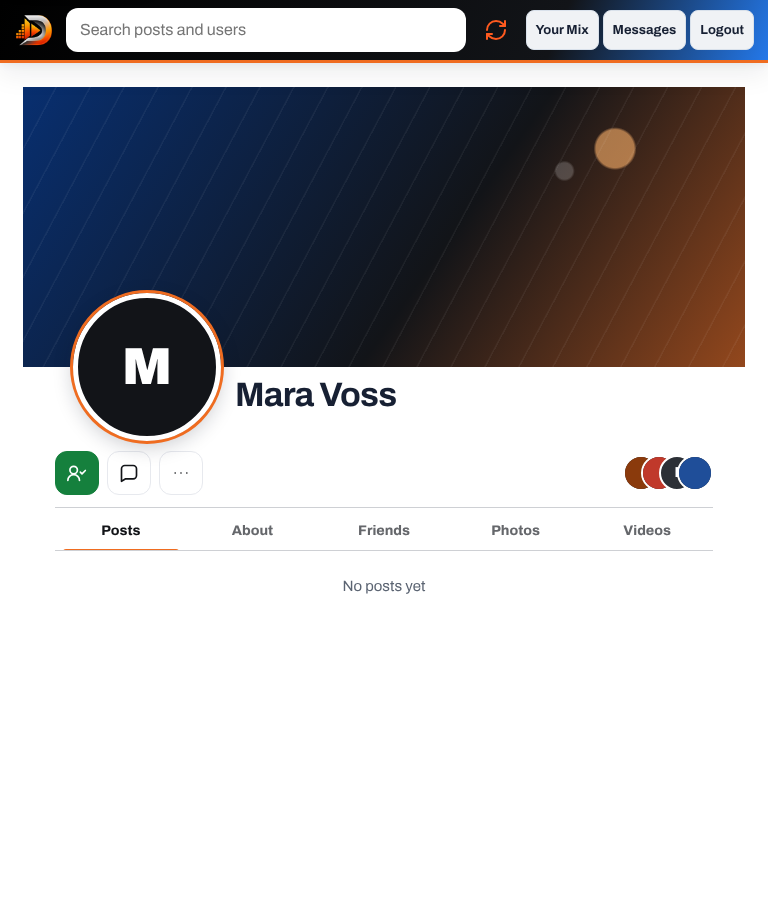 Search posts and users
Your Mix
Messages
Logout
M
Mara Voss
Posts
About
Friends
Photos
Videos
No posts yet